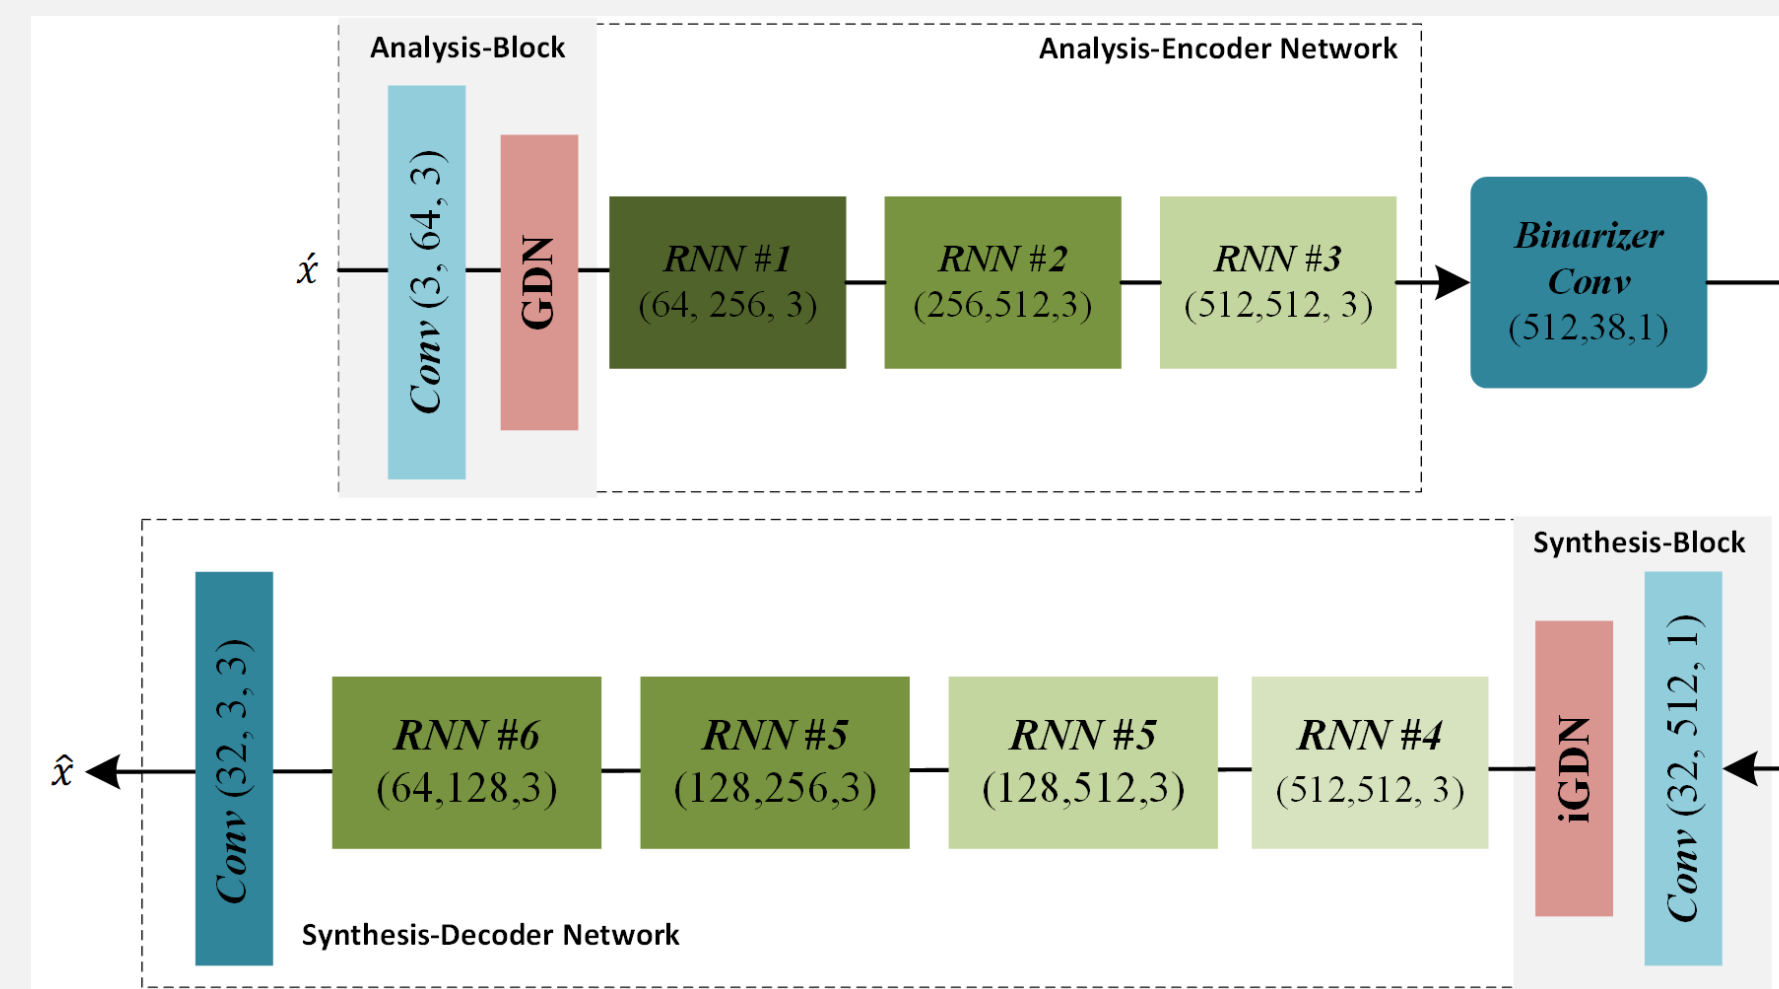 Analysis-Block
Analysis-Encoder Network
x́
Conv (3, 64, 3)
GDN
RNN #1
(64, 256, 3)
RNN #2
(256,512,3)
RNN #3
(512,512, 3)
Binarizer
Conv
(512,38,1)
Synthesis-Block
x̂
Conv (32, 3, 3)
RNN #6
(64,128,3)
RNN #5
(128,256,3)
RNN #5
(128,512,3)
RNN #4
(512,512, 3)
iGDN
Conv (32, 512, 1)
Synthesis-Decoder Network